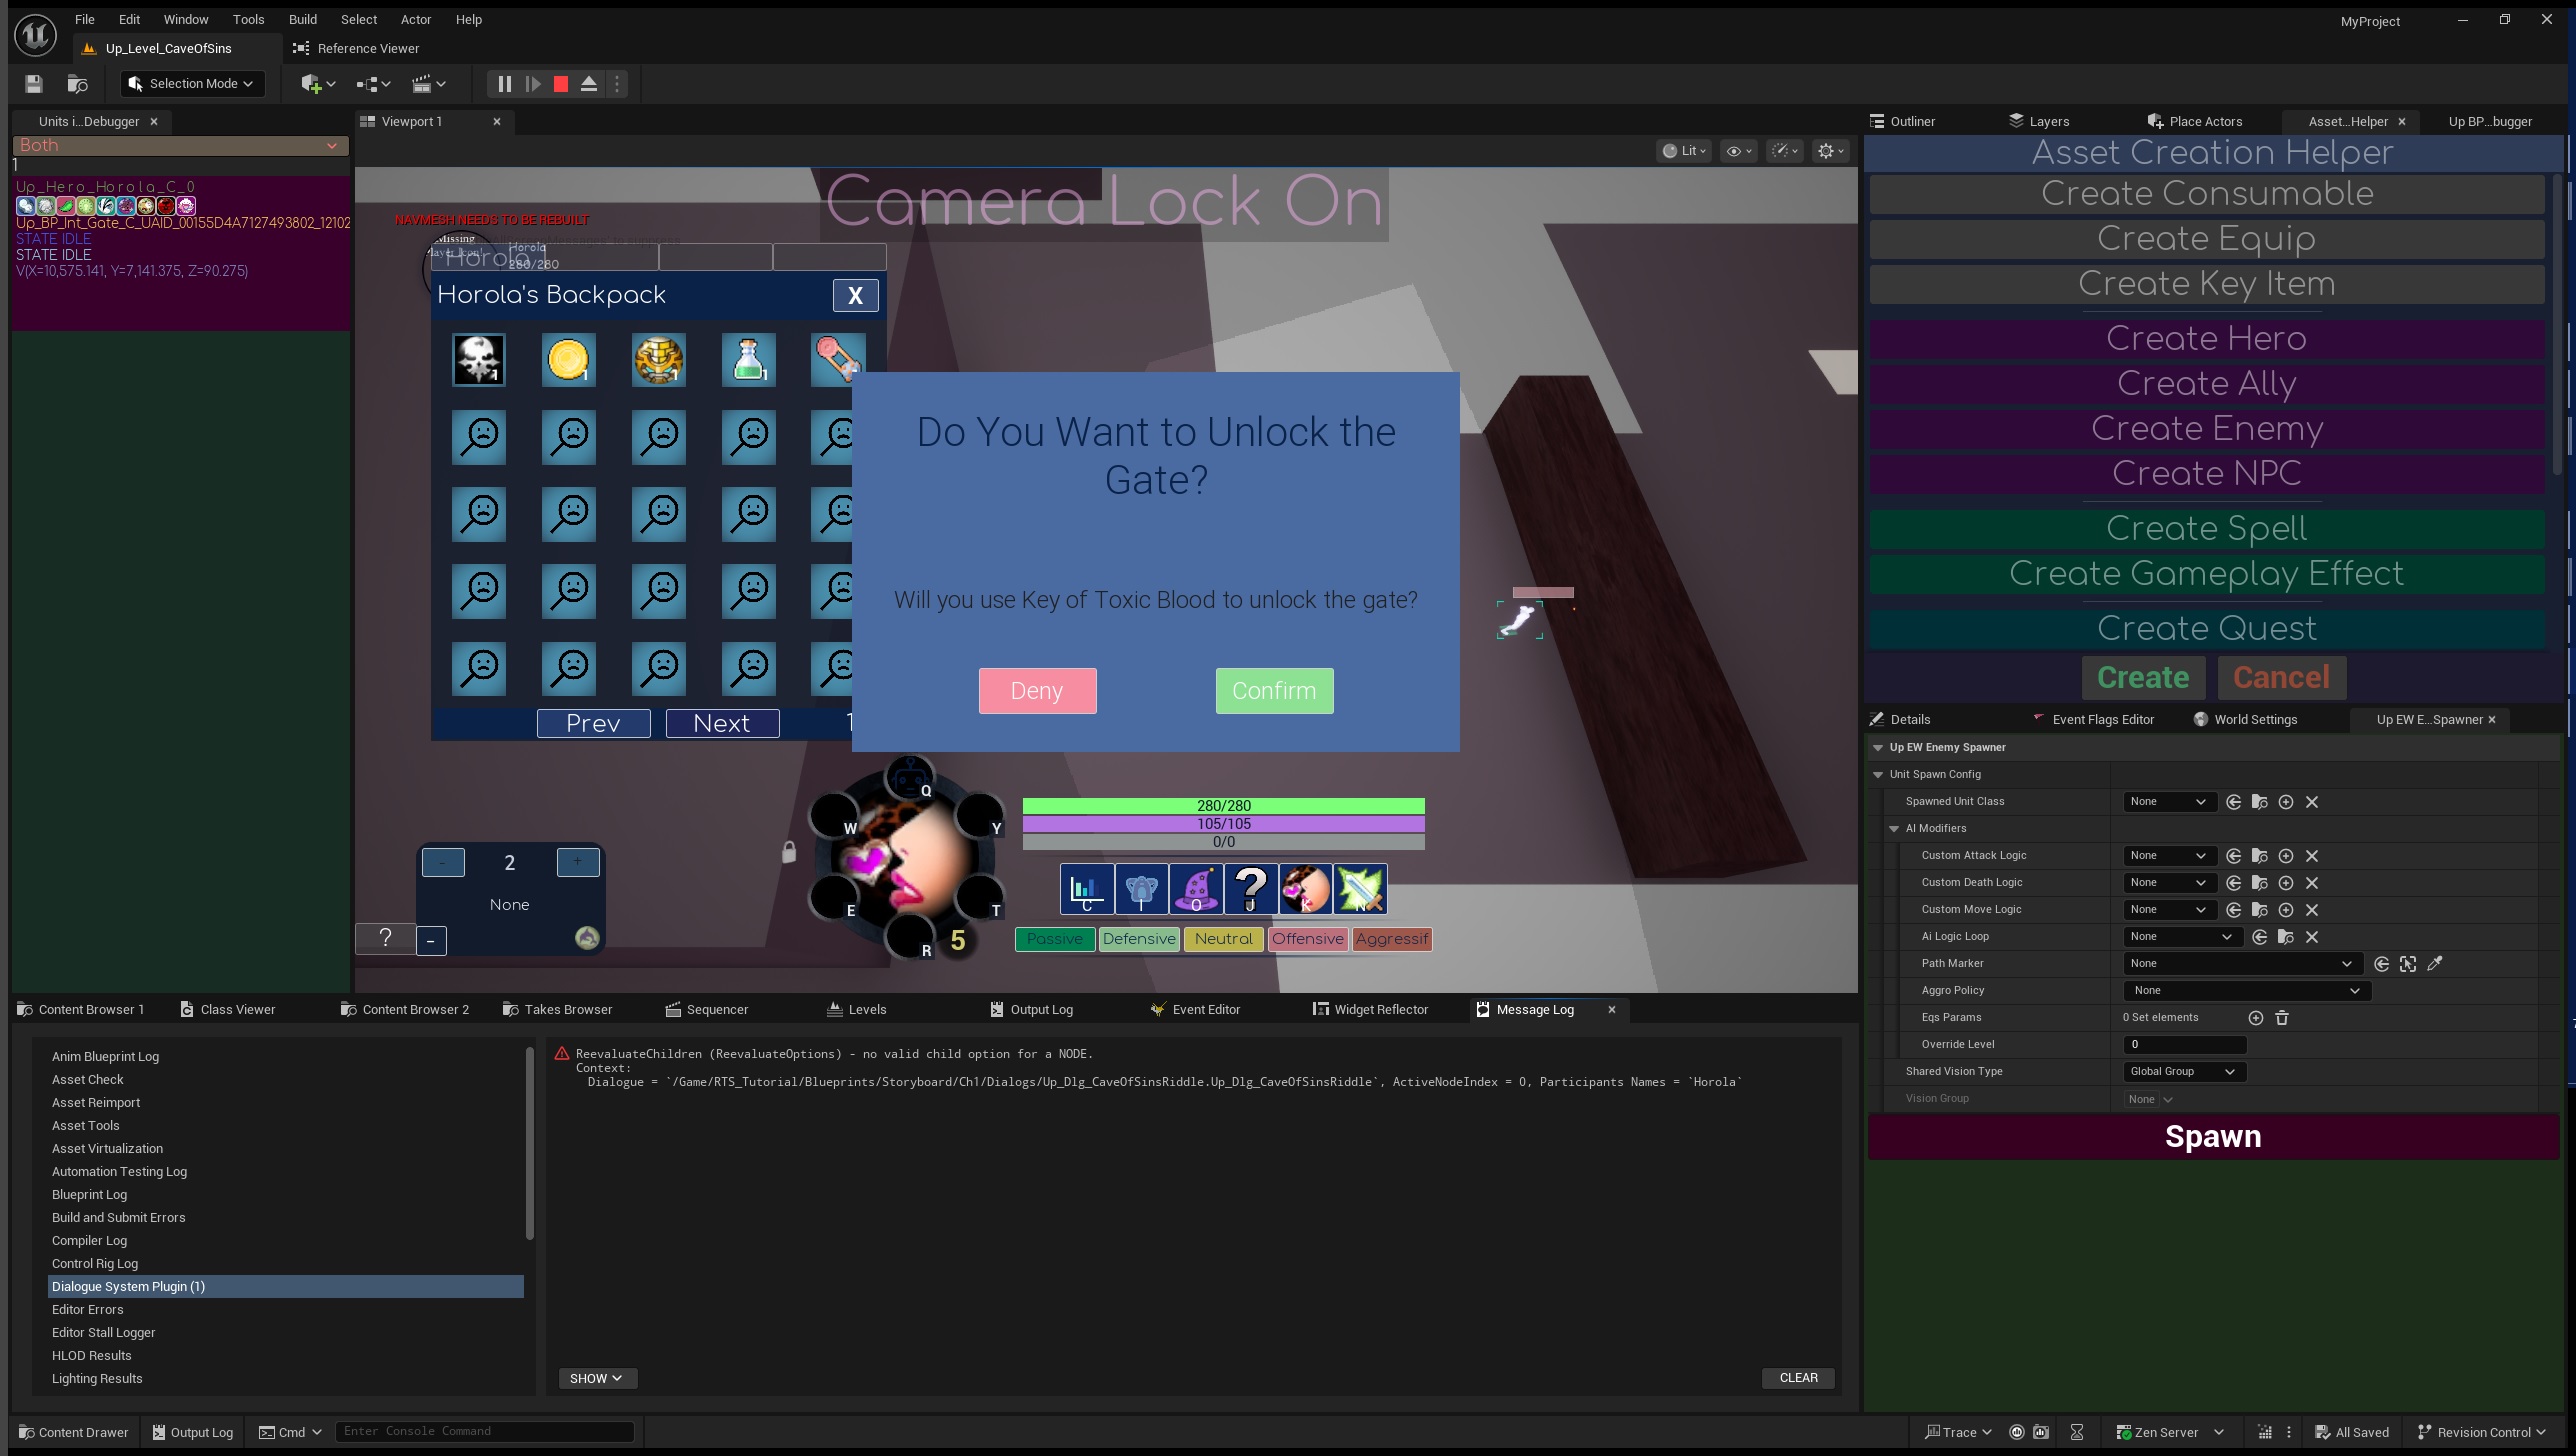 File Edit Window Tools Build Select Actor Help
MyProject
Up_Level_CaveOfSins
Reference Viewer
Selection Mode
Units i...Debugger
Both
1
Up_Hero_Horola_C_0
Up_BP_Int_Gate_C_UAID_00155D4A7127493802_12102
STATE IDLE
STATE IDLE
V(X=10,575.141, Y=7,141.375, Z=90.275)
Viewport 1
Lit
Camera Lock On
NAVMESH NEEDS TO BE REBUILT
Missing
Horola
Horola
280/280
Horola's Backpack
X
1
1
1
1
Prev
Next
Do You Want to Unlock the
Gate?
Will you use Key of Toxic Blood to unlock the gate?
Deny
Confirm
Q
W
Y
E
T
R
5
280/280
105/105
0/0
C
I
O
J
K
N
Passive
Defensive
Neutral
Offensive
Aggressif
-
2
+
None
?
-
Outliner
Layers
Place Actors
Asset...Helper
Up BP...bugger
Asset Creation Helper
Create Consumable
Create Equip
Create Key Item
Create Hero
Create Ally
Create Enemy
Create NPC
Create Spell
Create Gameplay Effect
Create Quest
Create
Cancel
Details
Event Flags Editor
World Settings
Up EW E...Spawner
Up EW Enemy Spawner
Unit Spawn Config
Spawned Unit Class
None
AI Modifiers
Custom Attack Logic
None
Custom Death Logic
None
Custom Move Logic
None
Ai Logic Loop
None
Path Marker
None
Aggro Policy
None
Eqs Params
0 Set elements
Override Level
0
Shared Vision Type
Global Group
Vision Group
None
Spawn
Content Browser 1
Class Viewer
Content Browser 2
Takes Browser
Sequencer
Levels
Output Log
Event Editor
Widget Reflector
Message Log
Anim Blueprint Log
Asset Check
Asset Reimport
Asset Tools
Asset Virtualization
Automation Testing Log
Blueprint Log
Build and Submit Errors
Compiler Log
Control Rig Log
Dialogue System Plugin (1)
Editor Errors
Editor Stall Logger
HLOD Results
Lighting Results
ReevaluateChildren (ReevaluateOptions) - no valid child option for a NODE.
Context:
Dialogue = `/Game/RTS_Tutorial/Blueprints/Storyboard/Ch1/Dialogs/Up_Dlg_CaveOfSinsRiddle.Up_Dlg_CaveOfSinsRiddle`, ActiveNodeIndex = 0, Participants Names = `Horola`
SHOW
CLEAR
Content Drawer
Output Log
Cmd
Enter Console Command
Trace
Zen Server
All Saved
Revision Control